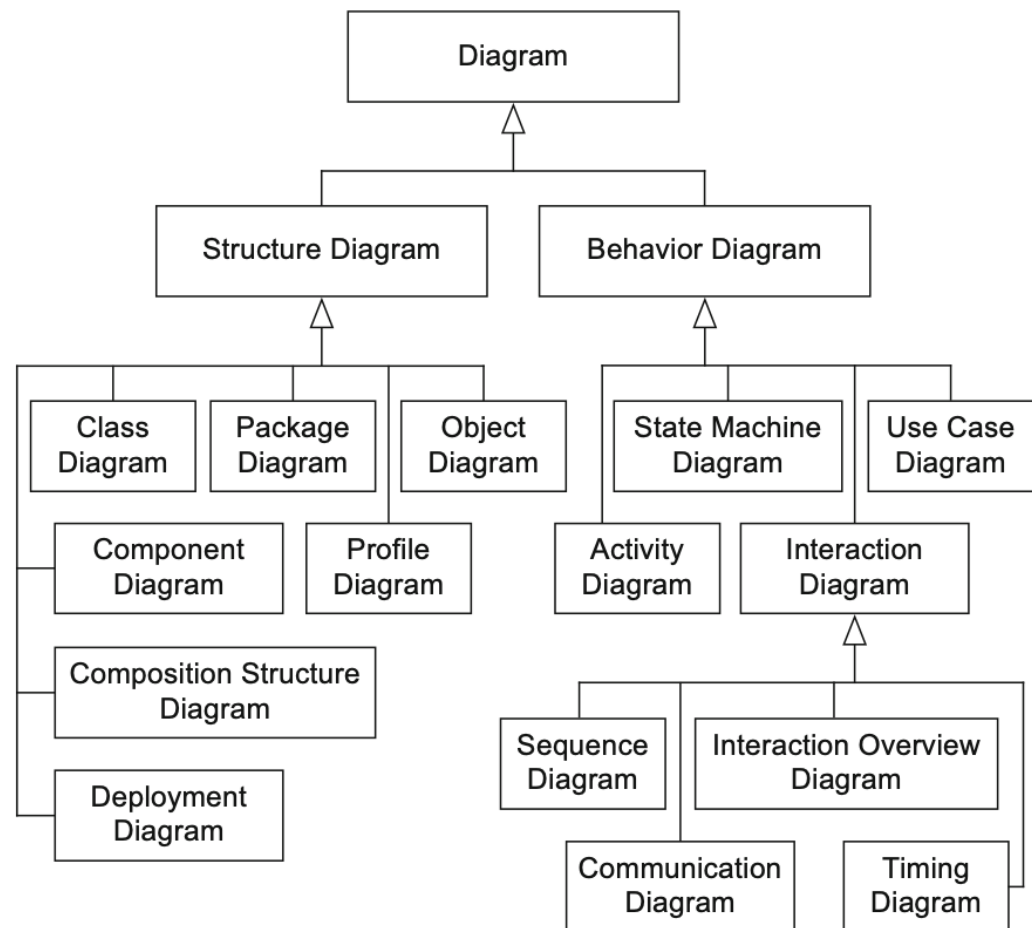 Diagram
Structure Diagram
Behavior Diagram
Class
Diagram
Package
Diagram
Object
Diagram
State Machine
Diagram
Use Case
Diagram
Component
Diagram
Profile
Diagram
Activity
Diagram
Interaction
Diagram
Composition Structure
Diagram
Sequence
Diagram
Interaction Overview
Diagram
Deployment
Diagram
Communication
Diagram
Timing
Diagram